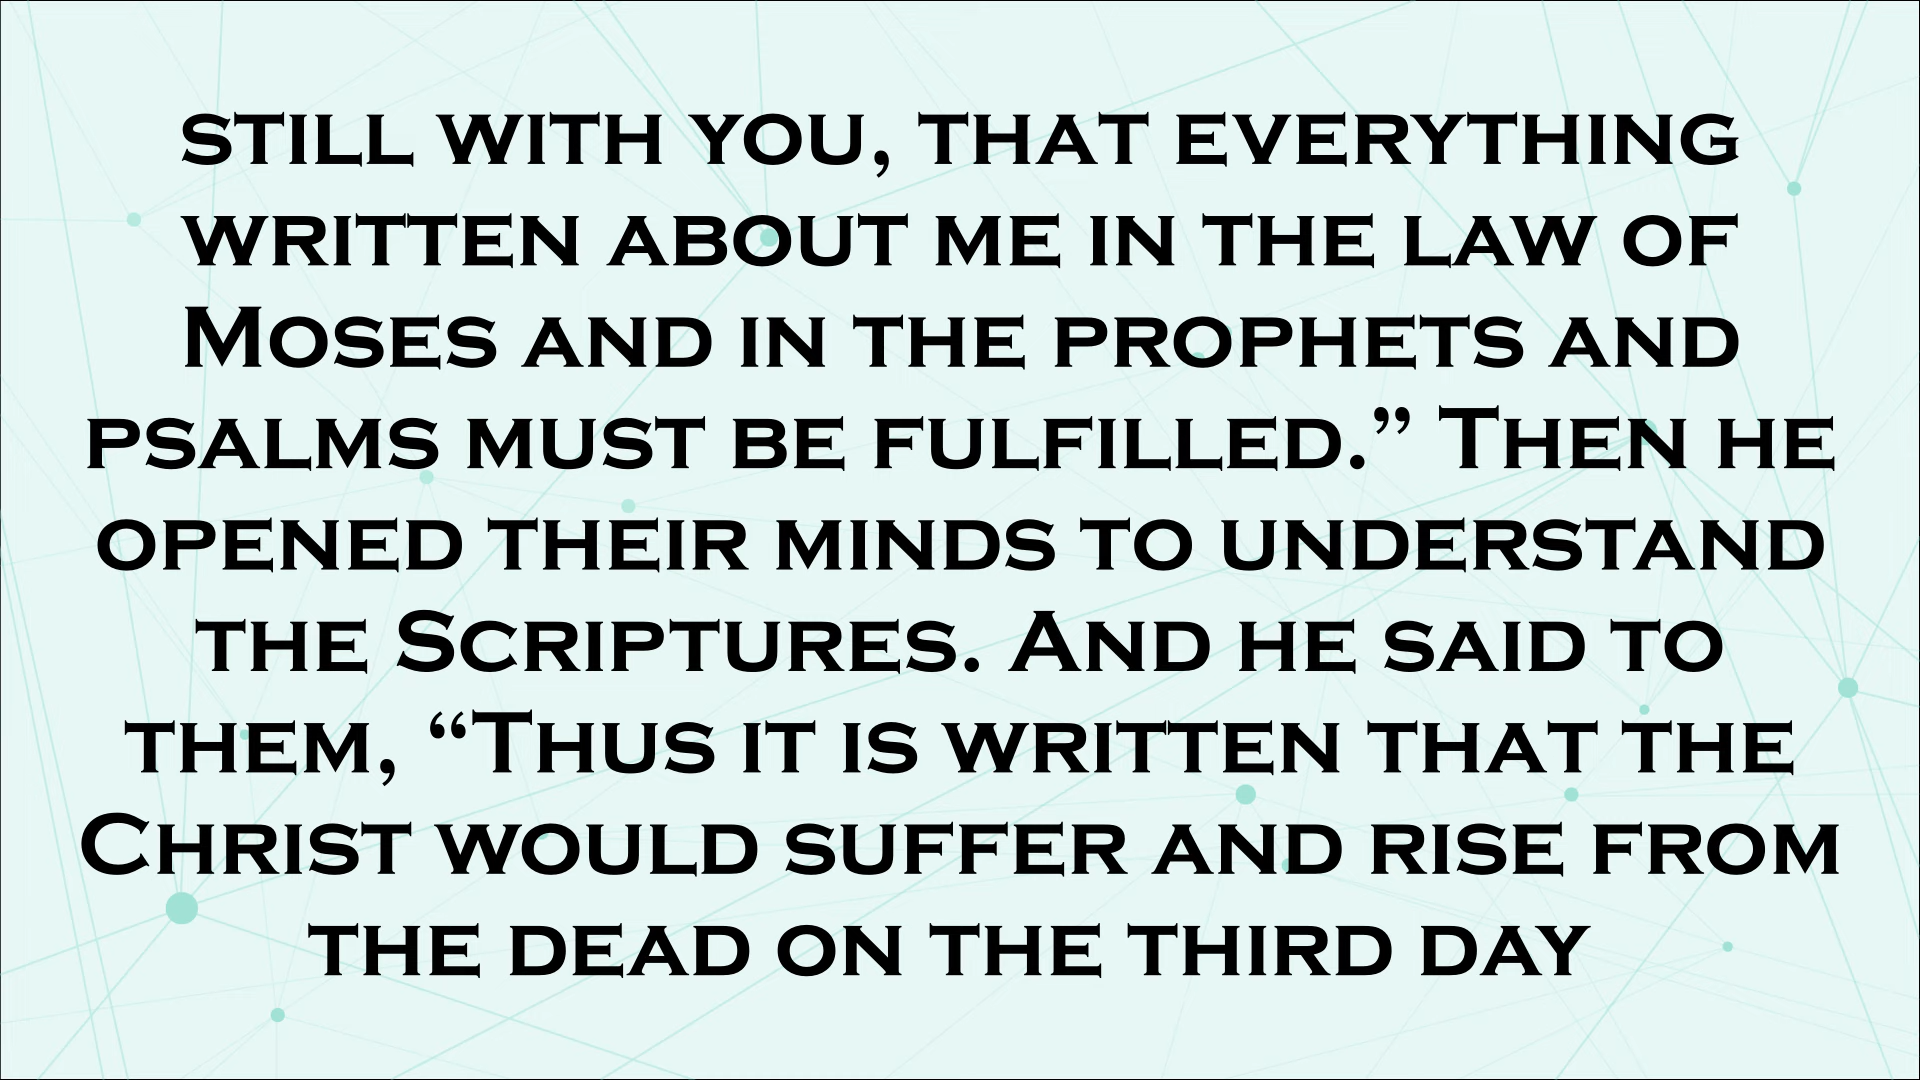 still with you, that everything
written about me in the law of
Moses and in the prophets and
psalms must be fulfilled.” Then he
opened their minds to understand
the Scriptures. And he said to
them, “Thus it is written that the
Christ would suffer and rise from
the dead on the third day